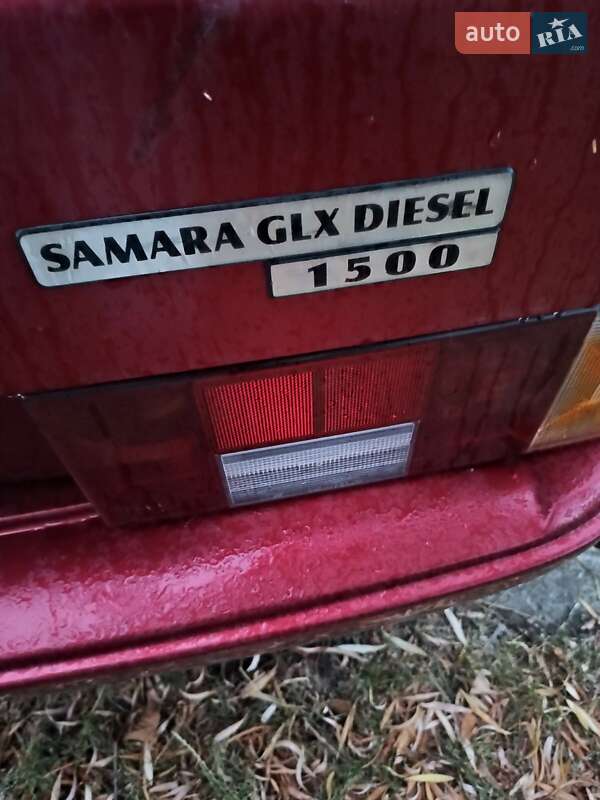 auto RIA
.com
SAMARA GLX DIESEL
1500